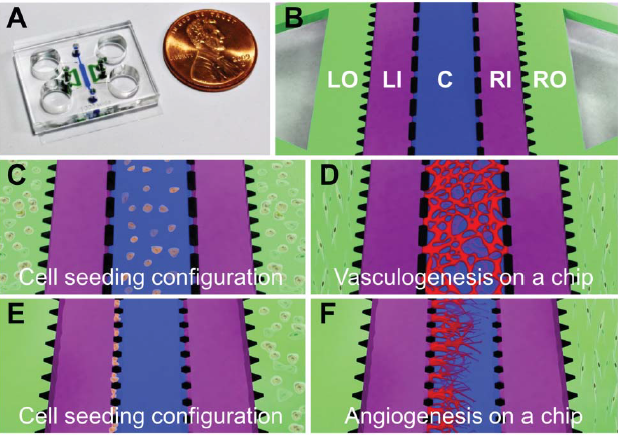 A
B
LO LI C RI RO
C
Cell seeding configuration
D
Vasculogenesis on a chip
E
Cell seeding configuration
F
Angiogenesis on a chip